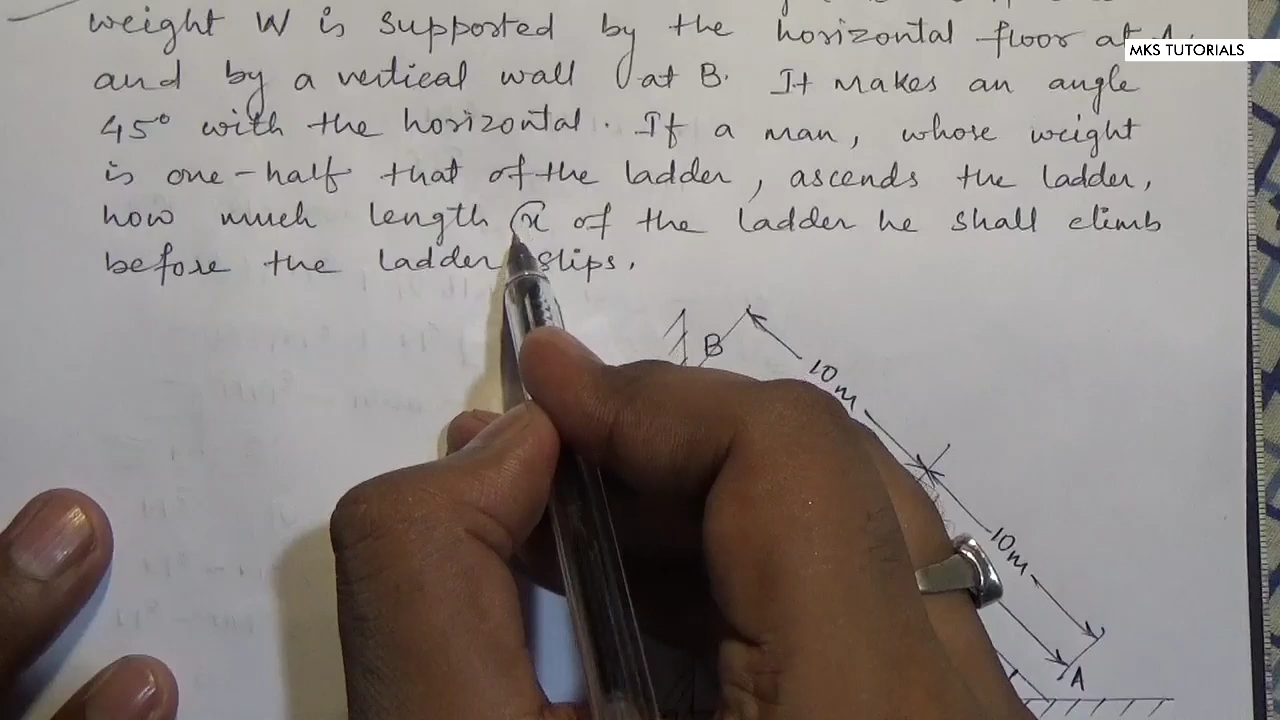 weight W is supported by the horizontal floor at A.
MKS TUTORIALS
and by a vertical wall at B. It makes an angle
45° with the horizontal. If a man, whose weight
is one-half that of the ladder, ascends the ladder,
how much length x of the ladder he shall climb
before the ladder slips.
B
10m
10m
A